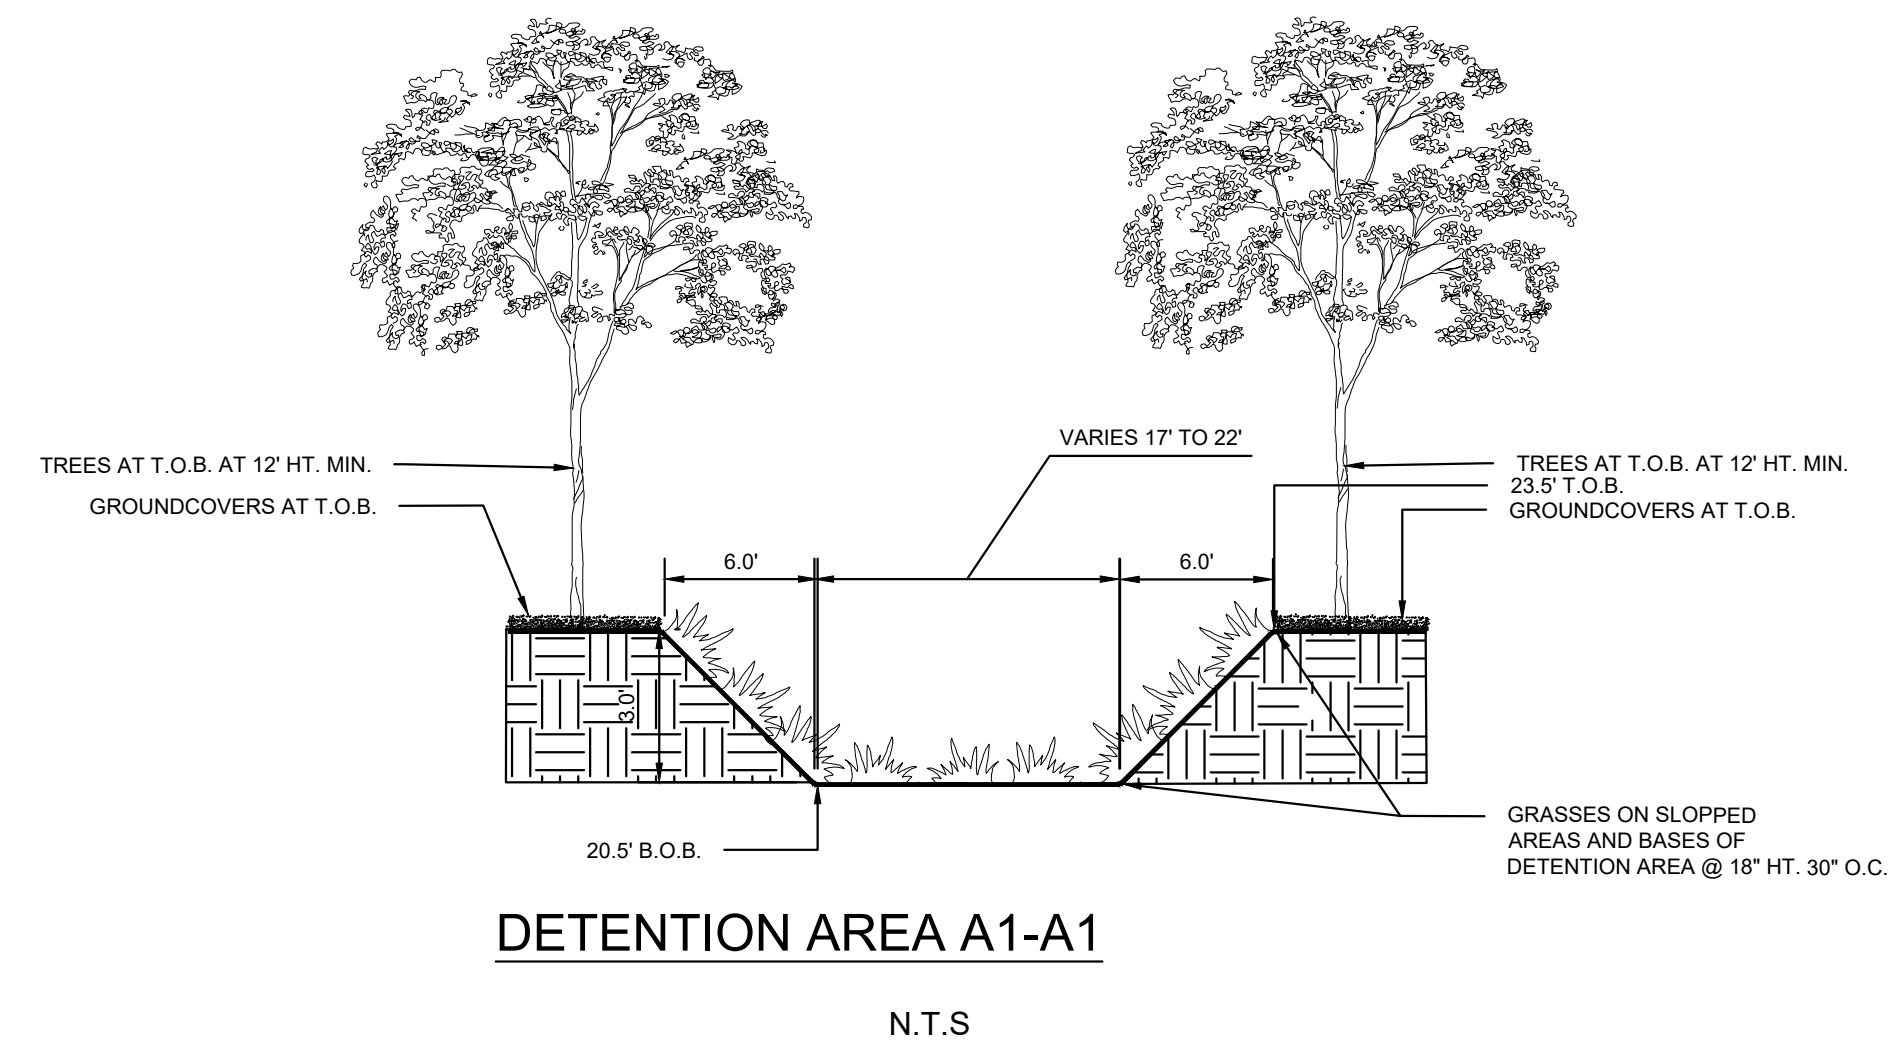 VARIES 17' TO 22'
TREES AT T.O.B. AT 12' HT. MIN.
GROUNDCOVERS AT T.O.B.
TREES AT T.O.B. AT 12' HT. MIN.
23.5' T.O.B.
GROUNDCOVERS AT T.O.B.
6.0'
6.0'
3.0'
20.5' B.O.B.
GRASSES ON SLOPPED
AREAS AND BASES OF
DETENTION AREA @ 18" HT. 30" O.C.
DETENTION AREA A1-A1
N.T.S